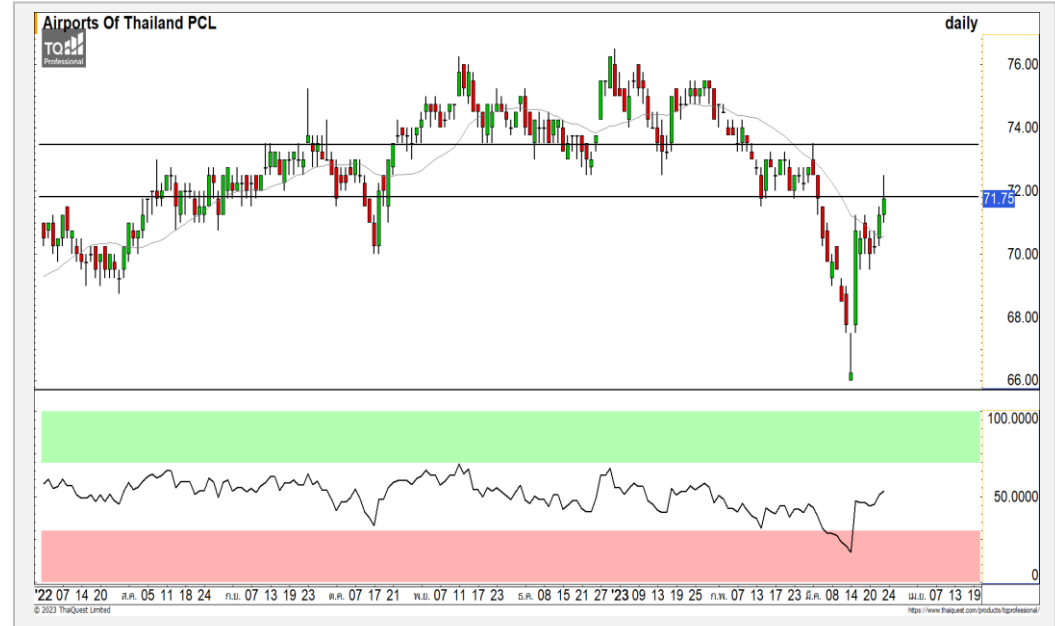 Airports Of Thailand PCL daily
TQ
Professional
76.00
74.00
72.00
71.75
70.00
68.00
66.00
100.0000
50.0000
0
'22 07 14 20 ส.ค. 05 11 18 24 ก.ย. 07 13 19 23 ต.ค. 07 17 21 พ.ย. 07 11 17 23 ธ.ค. 08 15 21 27 '23 09 13 19 25 ก.พ. 07 13 17 23 มี.ค. 08 14 20 24 เม.ย. 07 13 19
© 2023 ThaiQuest Limited https://www.thaiquest.com/products/tqprofessional/